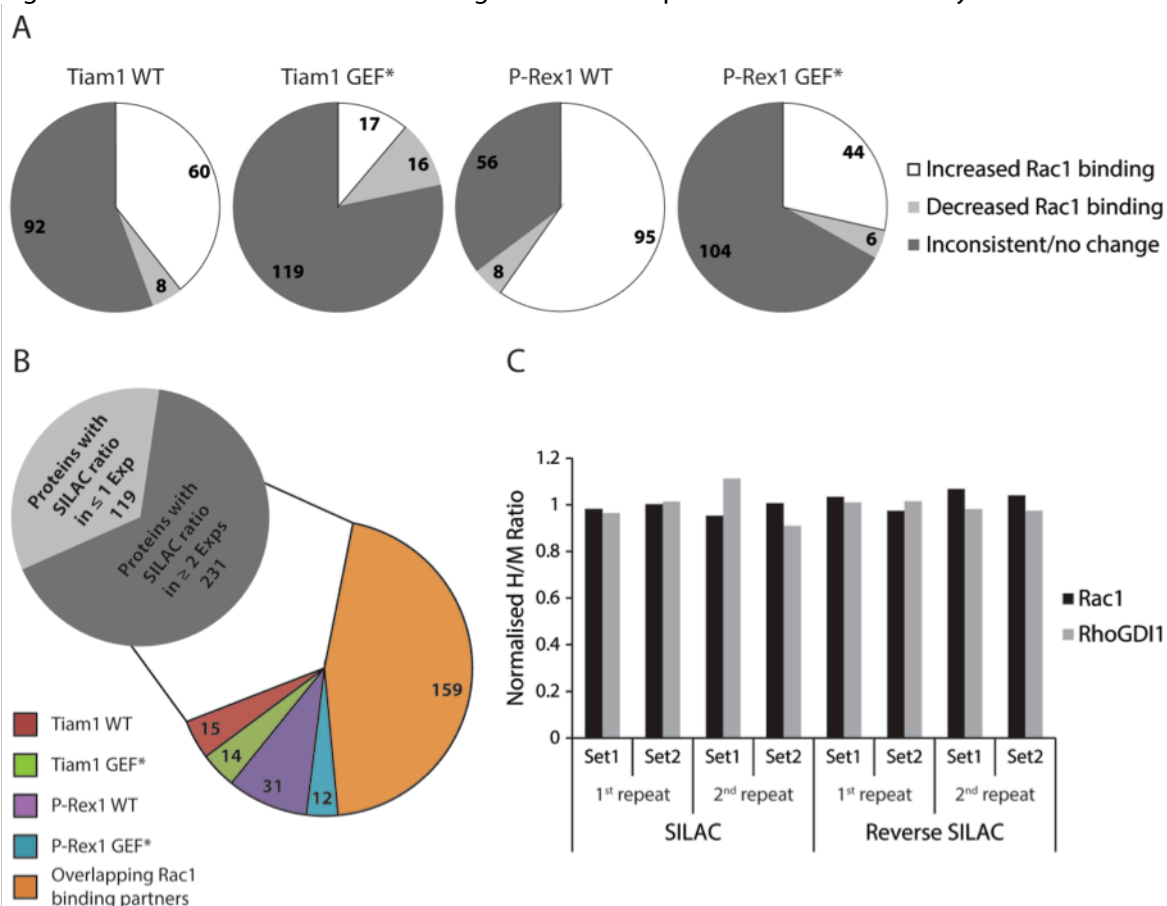 A
Tiam1 WT
Tiam1 GEF*
P-Rex1 WT
P-Rex1 GEF*
60
8
92
17
16
119
95
8
56
44
6
104
Increased Rac1 binding
Decreased Rac1 binding
Inconsistent/no change
B
Proteins with
SILAC ratio
in ≤ 1 Exp
119
Proteins with
SILAC ratio
in ≥ 2 Exps
231
159
15
14
31
12
Tiam1 WT
Tiam1 GEF*
P-Rex1 WT
P-Rex1 GEF*
Overlapping Rac1
binding partners
C
Normalised H/M Ratio
1.2
1
0.8
0.6
0.4
0.2
0
Set1 Set2 Set1 Set2 Set1 Set2 Set1 Set2
1st repeat 2nd repeat 1st repeat 2nd repeat
SILAC Reverse SILAC
Rac1
RhoGDI1